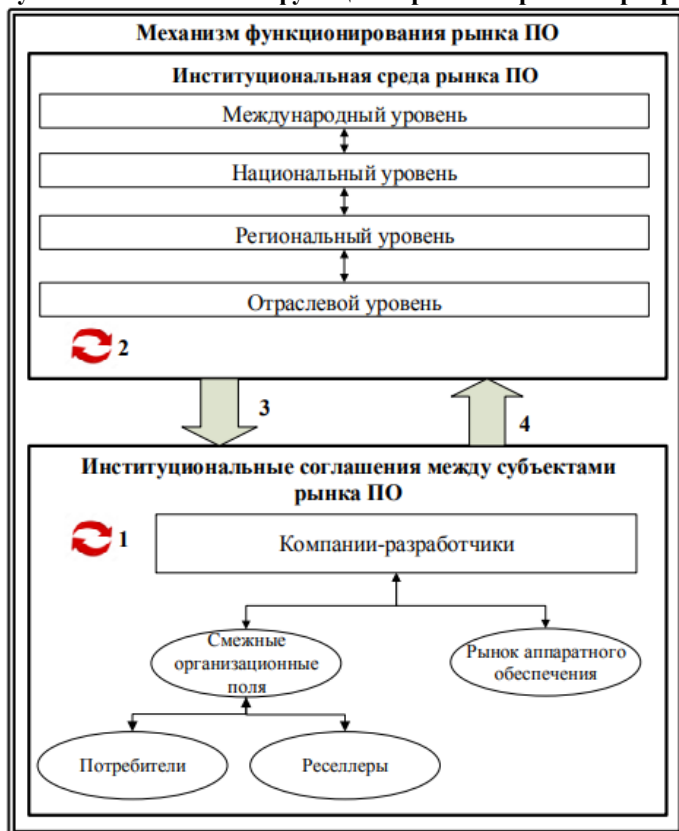 Механизм функционирования рынка ПО
Институциональная среда рынка ПО
Международный уровень
Национальный уровень
Региональный уровень
Отраслевой уровень
2
3
4
Институциональные соглашения между субъектами
рынка ПО
1
Компании-разработчики
Смежные
организационные
поля
Рынок аппаратного
обеспечения
Потребители
Реселлеры